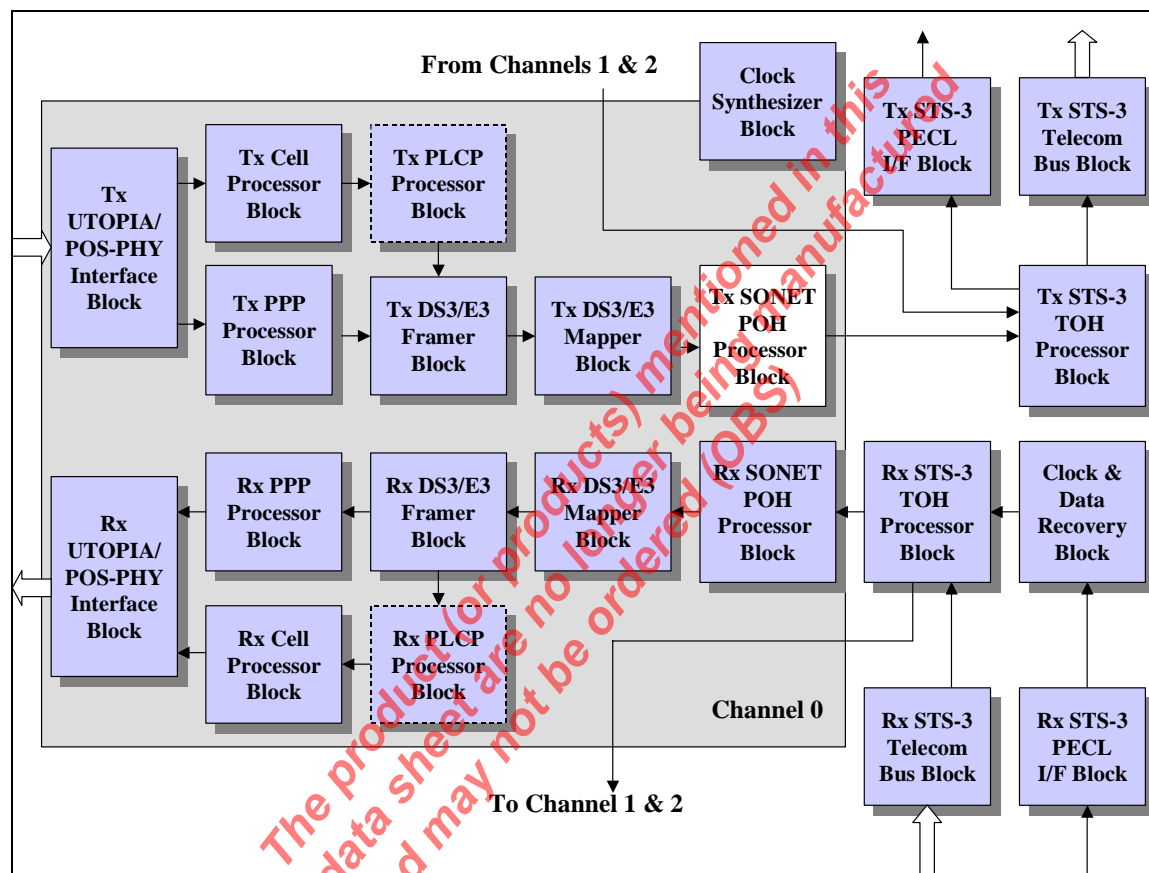 From Channels 1 & 2
Clock
Synthesizer
Block
Tx STS-3
PECL
I/F Block
Tx STS-3
Telecom
Bus Block
Tx
UTOPIA/
POS-PHY
Interface
Block
Tx Cell
Processor
Block
Tx PLCP
Processor
Block
Tx PPP
Processor
Block
Tx DS3/E3
Framer
Block
Tx DS3/E3
Mapper
Block
Tx SONET
POH
Processor
Block
Tx STS-3
TOH
Processor
Block
Rx
UTOPIA/
POS-PHY
Interface
Block
Rx PPP
Processor
Block
Rx DS3/E3
Framer
Block
Rx DS3/E3
Mapper
Block
Rx SONET
POH
Processor
Block
Rx STS-3
TOH
Processor
Block
Clock &
Data
Recovery
Block
Rx Cell
Processor
Block
Rx PLCP
Processor
Block
Channel 0
Rx STS-3
Telecom
Bus Block
Rx STS-3
PECL
I/F Block
To Channel 1 & 2
The product (or products) mentioned in this
data sheet are no longer being manufactured
d may not be ordered (OBS)